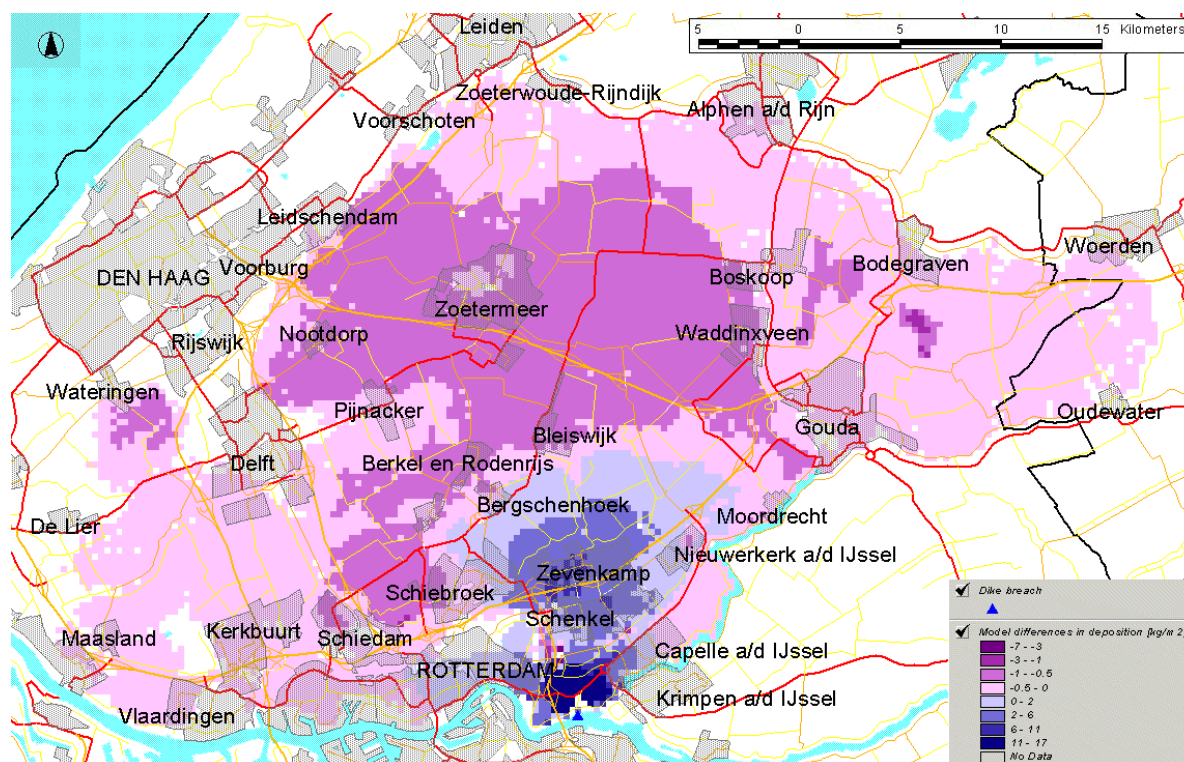 Leiden
5 0 5 10 15 Kilometers
Zoeterwoude-Rijndijk
Alphen a/d Rijn
Voorschoten
Leidschendam
Woerden
DEN HAAG
Voorburg
Boskoop
Bodegraven
Zoetermeer
Nootdorp
Waddinxveen
Rijswijk
Wateringen
Pijnacker
Oudewater
Gouda
Bleiswijk
Delft
Berkel en Rodenrijs
Bergschenhoek
De Lier
Moordrecht
Nieuwerkerk a/d IJssel
Zevenkamp
Schiebroek
Schenkel
Maasland
Kerkbuurt
Schiedam
Capelle a/d IJssel
ROTTERDAM
Krimpen a/d IJssel
Vlaardingen
Dike breach
Model differences in deposition [kg/m2]
-7 - -3
-3 - -1
-1 - -0.5
-0.5 - 0
0 - 2
2 - 6
6 - 11
11 - 17
No Data